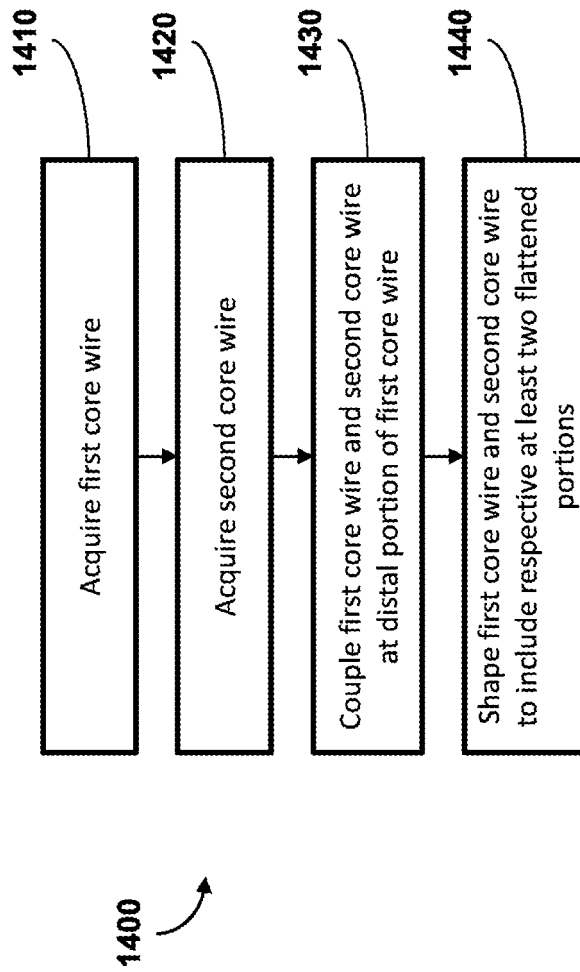 1400
Acquire first core wire
1410
Acquire second core wire
1420
Couple first core wire and second core wire
at distal portion of first core wire
1430
Shape first core wire and second core wire
to include respective at least two flattened
portions
1440